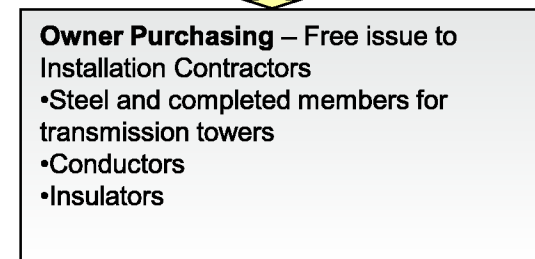 Owner Purchasing – Free issue to
Installation Contractors
•Steel and completed members for
transmission towers
•Conductors
•Insulators